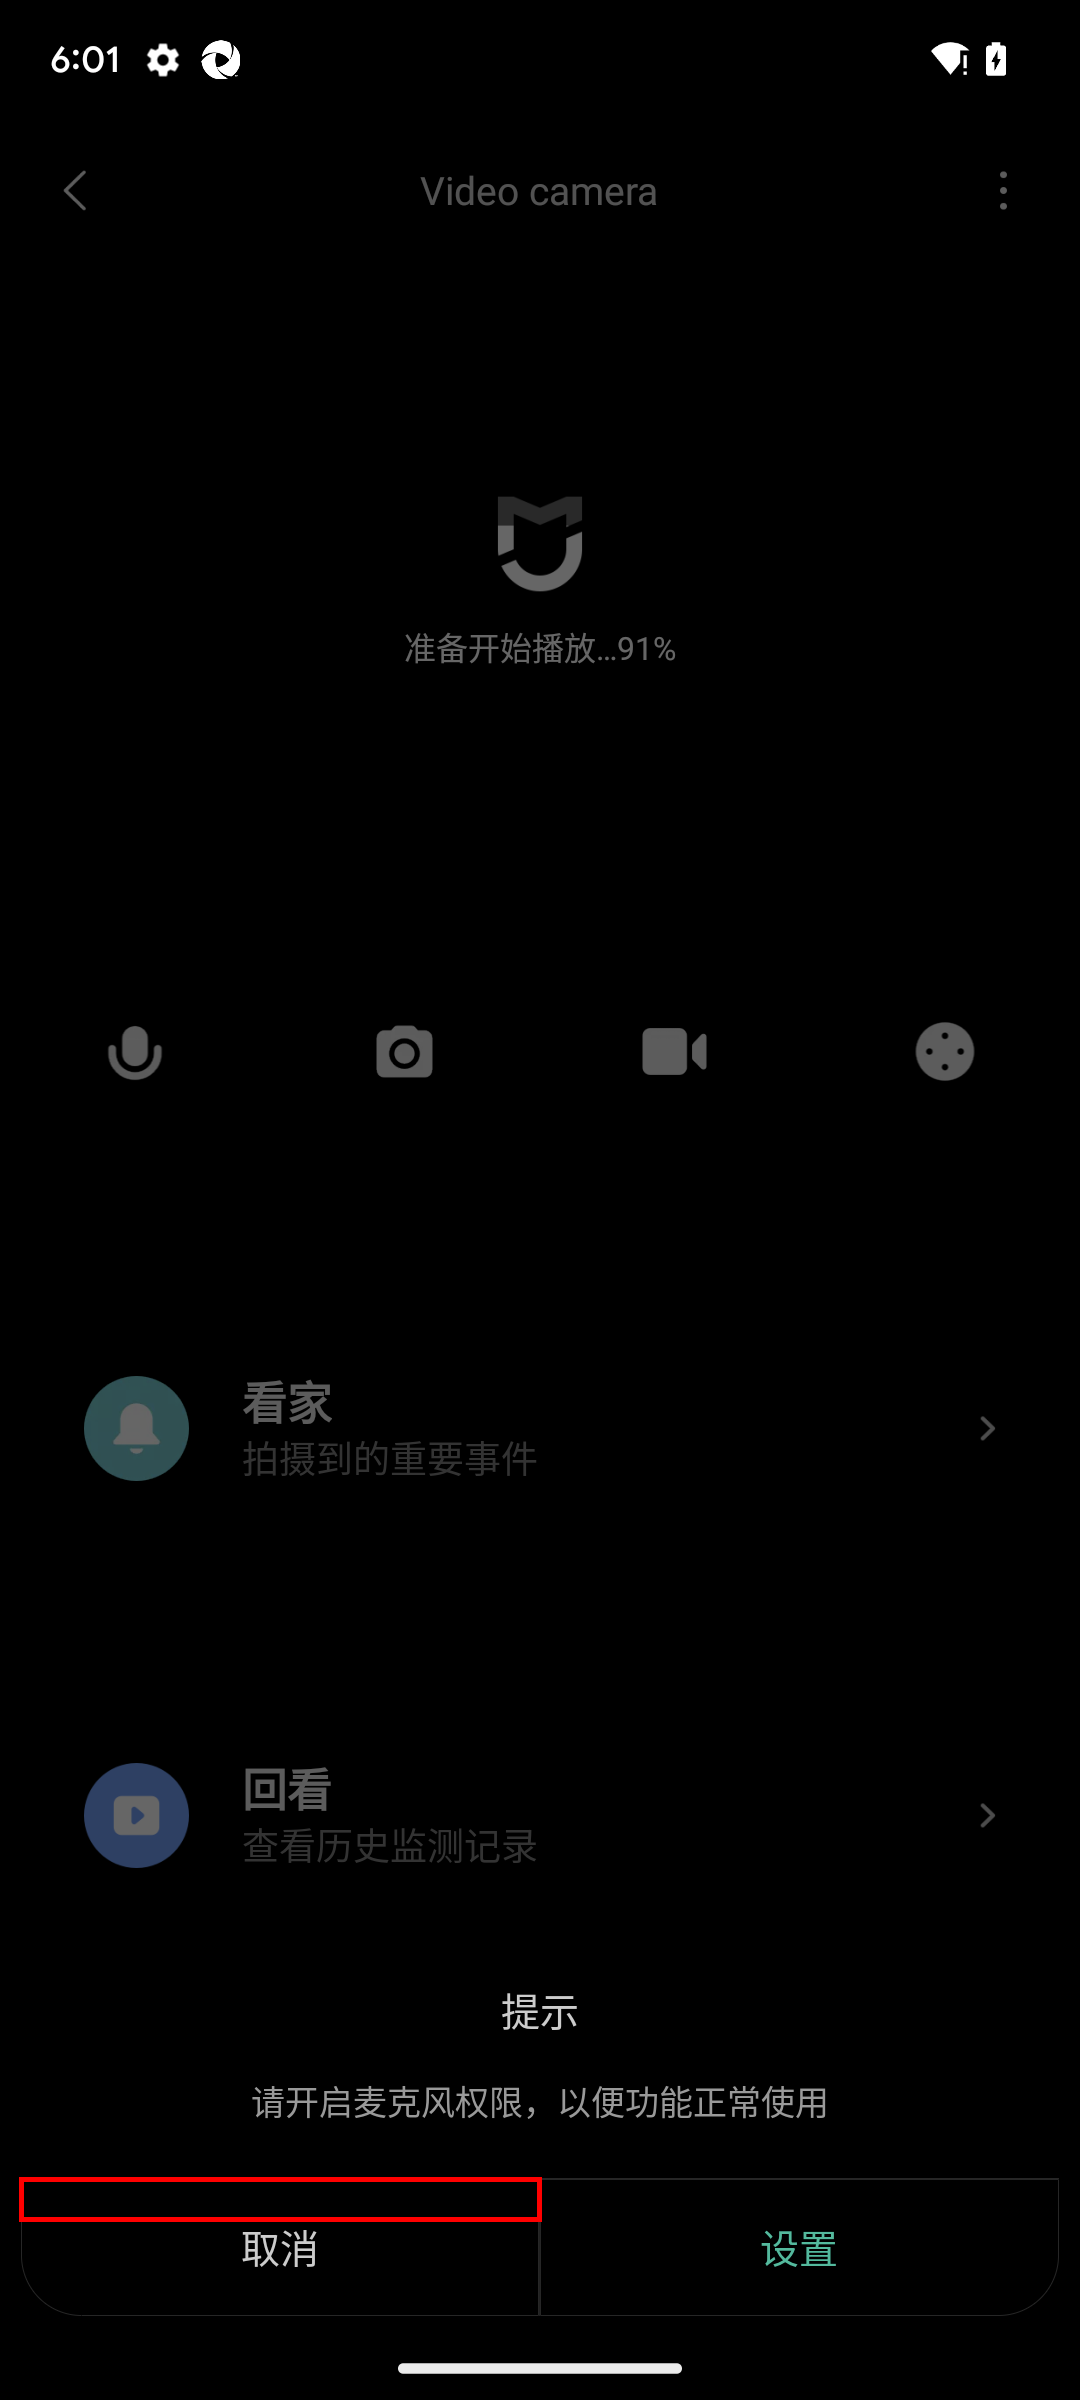 6:01
Video camera
准备开始播放...91%
看家
拍摄到的重要事件
回看
查看历史监测记录
提示
请开启麦克风权限，以便功能正常使用
取消
设置